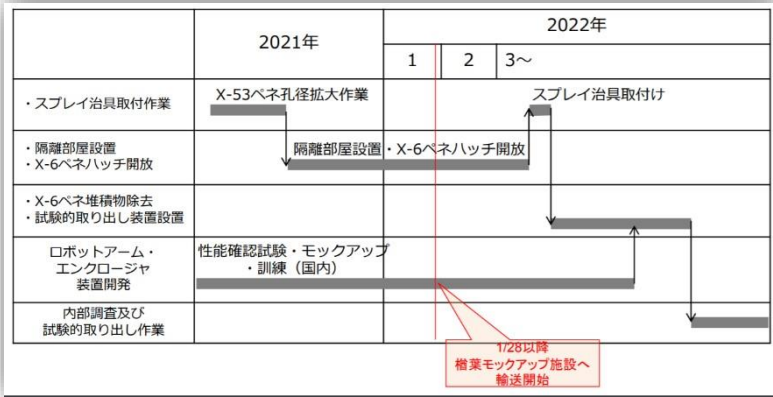 2021年
2022年
1
2
3～
・スプレイ治具取付作業
X-53ペネ孔径拡大作業
スプレイ治具取付け
・隔離部屋設置
・X-6ペネハッチ開放
隔離部屋設置・X-6ペネハッチ開放
・X-6ペネ堆積物除去
・試験的取り出し装置設置
ロボットアーム・
エンクロージャ
装置開発
性能確認試験・モックアップ
・訓練（国内）
内部調査及び
試験的取り出し作業
1/28以降
楢葉モックアップ施設へ
輸送開始